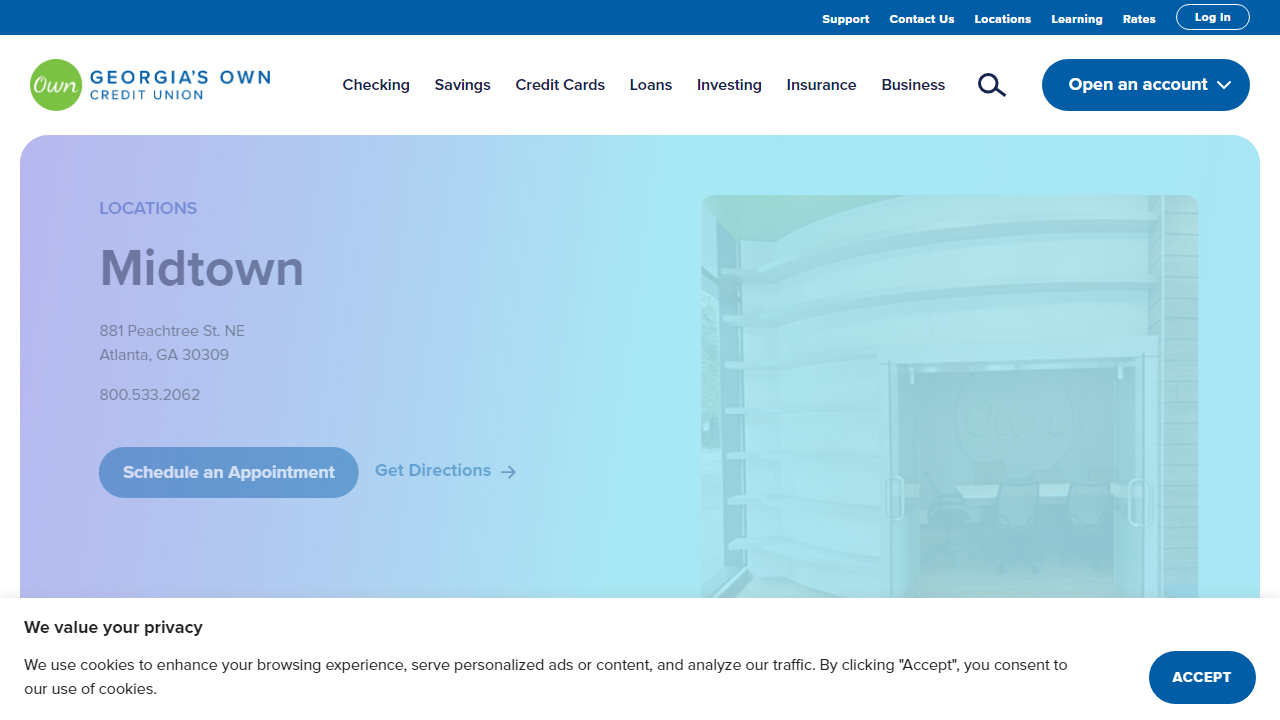 Support
Contact Us
Locations
Learning
Rates
Log In
Own
GEORGIA'S OWN
CREDIT UNION
Checking
Savings
Credit Cards
Loans
Investing
Insurance
Business
Open an account
LOCATIONS
Midtown
881 Peachtree St. NE
Atlanta, GA 30309
800.533.2062
Schedule an Appointment
Get Directions
Own
We value your privacy
We use cookies to enhance your browsing experience, serve personalized ads or content, and analyze our traffic. By clicking "Accept", you consent to
our use of cookies.
ACCEPT